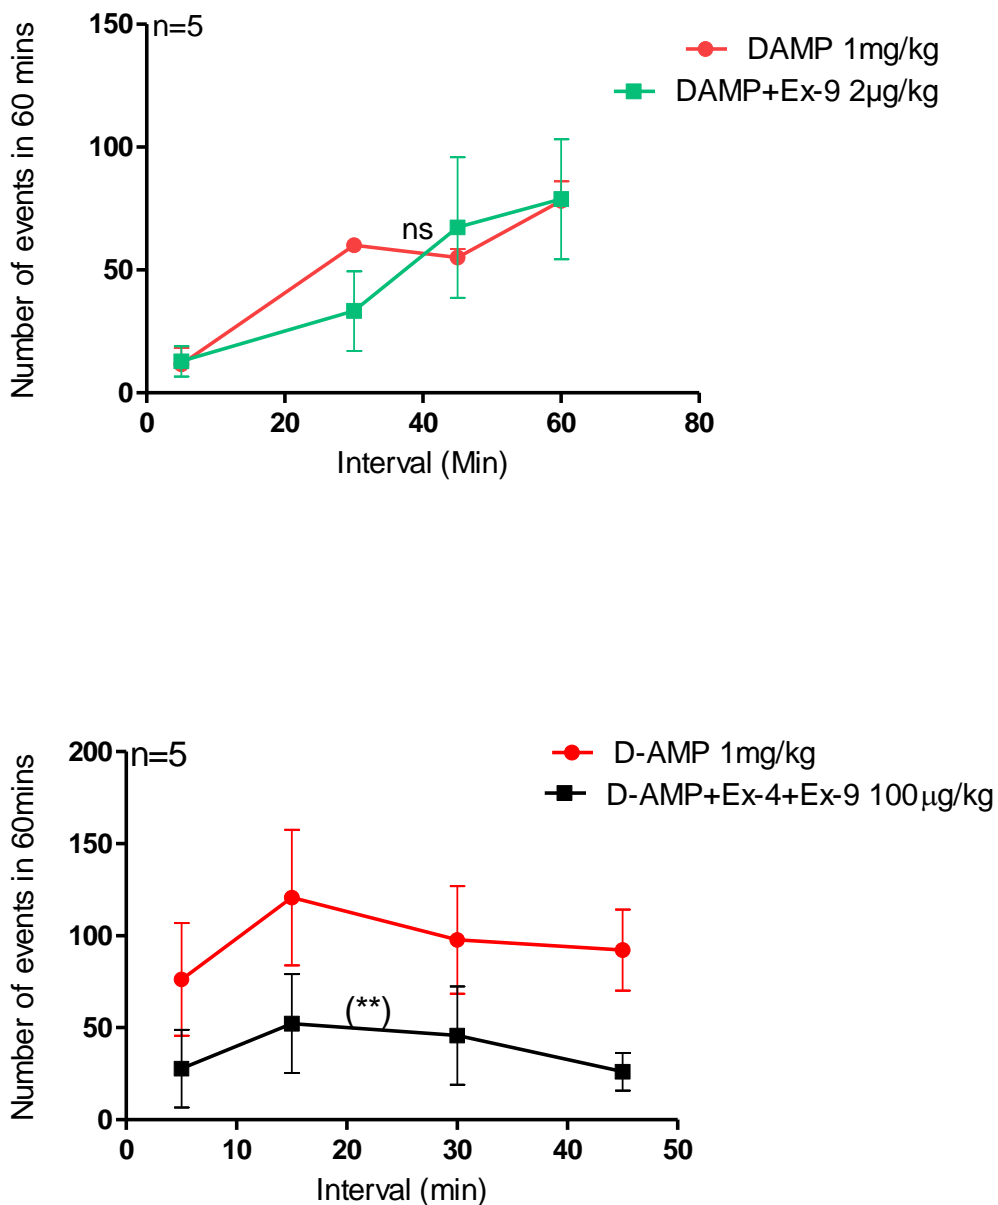 n=5
DAMP 1mg/kg
DAMP+Ex-9 2µg/kg
Number of events in 60 mins
150
100
50
0
ns
0 20 40 60 80
Interval (Min)
n=5
D-AMP 1mg/kg
D-AMP+Ex-4+Ex-9 100µg/kg
Number of events in 60mins
200
150
100
50
0
(**)
0 10 20 30 40 50
Interval (min)